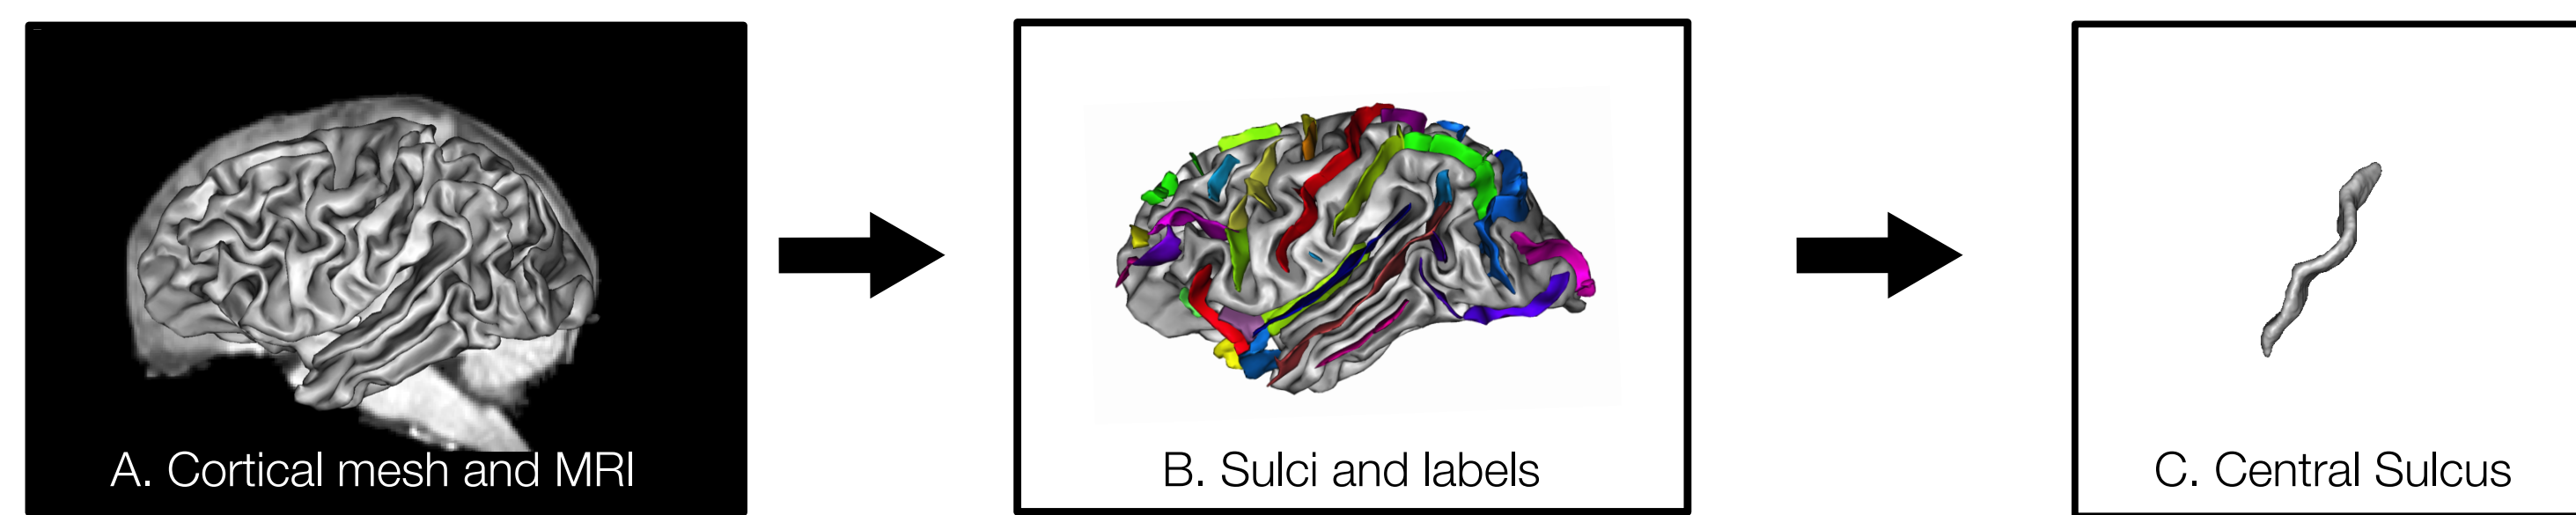 A. Cortical mesh and MRI
B. Sulci and labels
C. Central Sulcus